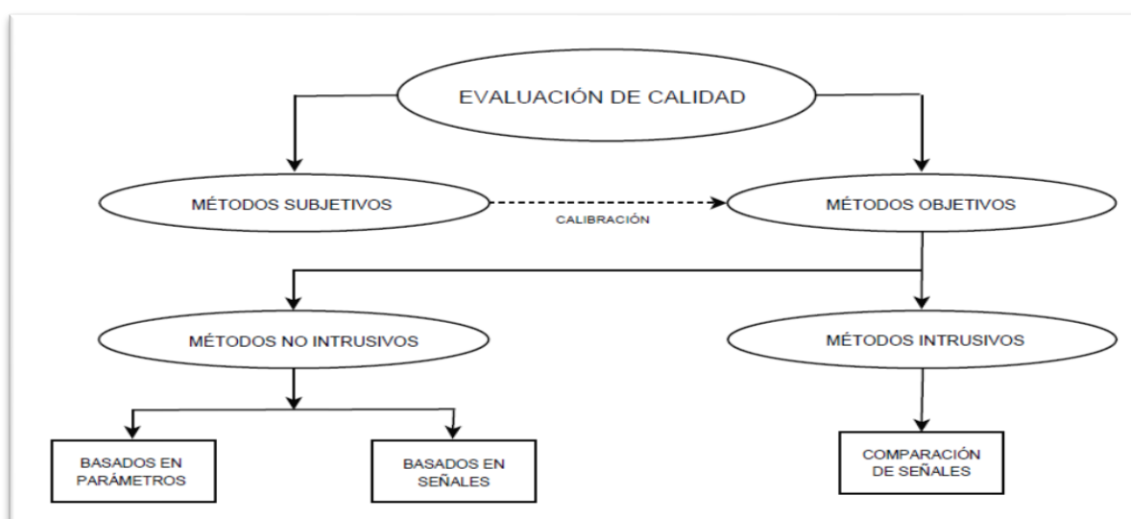 EVALUACIÓN DE CALIDAD
MÉTODOS SUBJETIVOS
CALIBRACIÓN
MÉTODOS OBJETIVOS
MÉTODOS NO INTRUSIVOS
MÉTODOS INTRUSIVOS
BASADOS EN
PARÁMETROS
BASADOS EN
SEÑALES
COMPARACIÓN
DE SEÑALES